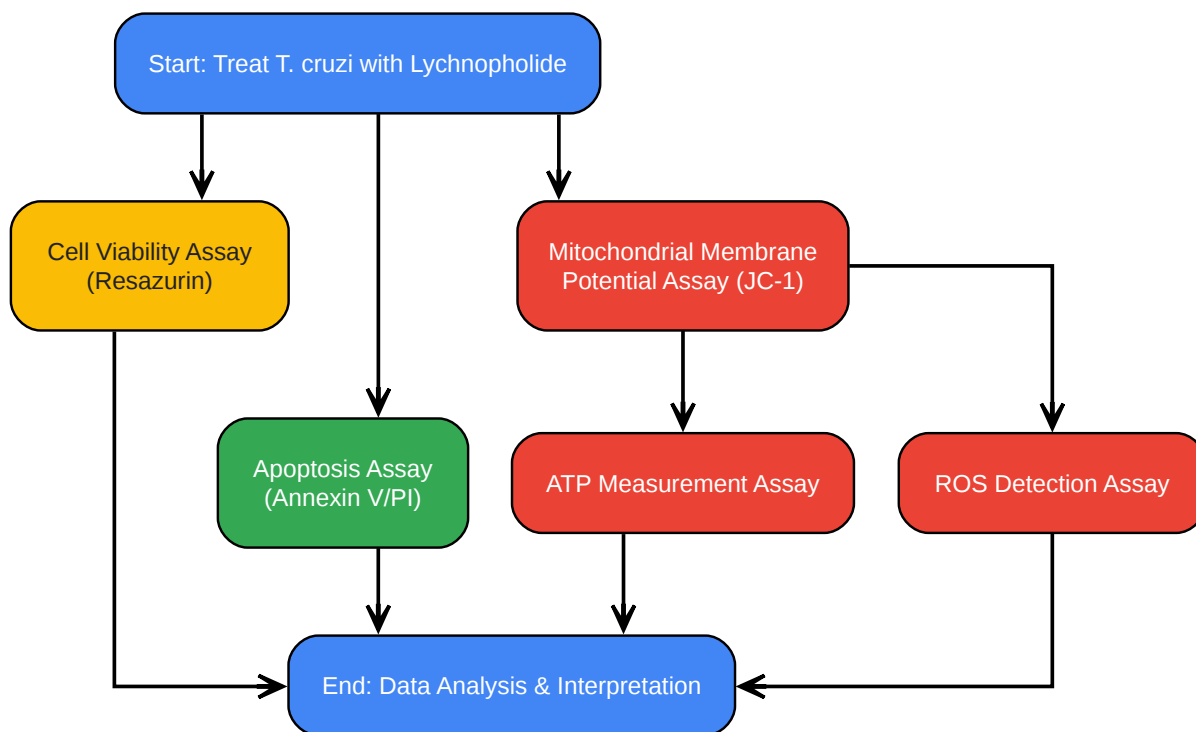 Start: Treat T. cruzi with Lychnopholide
Cell Viability Assay
(Resazurin)
Mitochondrial Membrane
Potential Assay (JC-1)
Apoptosis Assay
(Annexin V/PI)
ATP Measurement Assay
ROS Detection Assay
End: Data Analysis & Interpretation